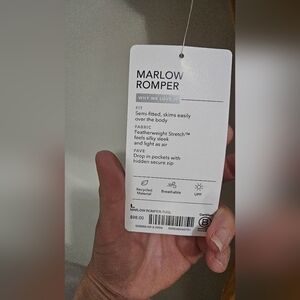 MARLOW
ROMPER
WHY WE LOVE IT
FIT
Semi fitted, skims easily
over the body
FABRIC
Featherweight Stretch™
feels silky sleek
and light as air
FAVE
Drop in pockets with
hidden secure zip
Recycled
Material
Breathable
UPF
L
MARLOW ROMPER
$98.00